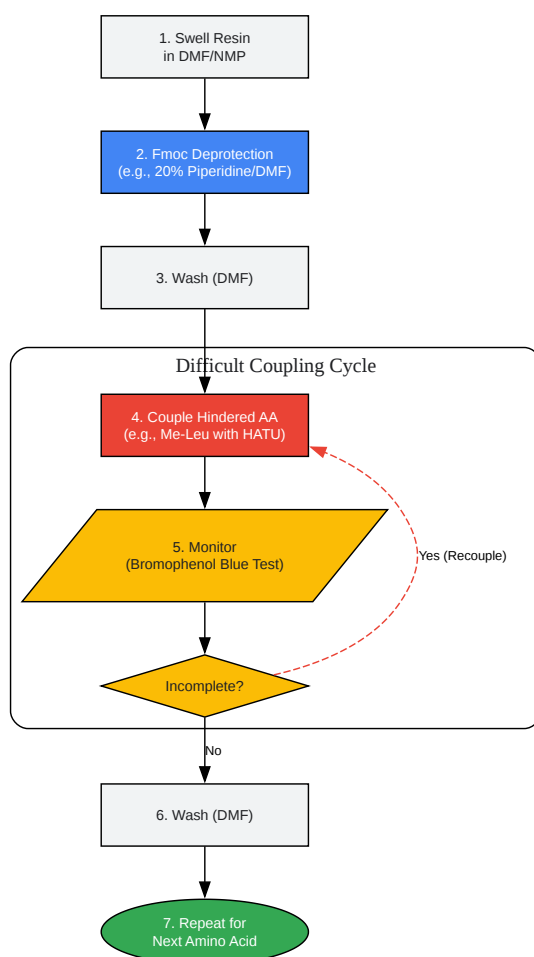 1. Swell Resin
in DMF/NMP
2. Fmoc Deprotection
(e.g., 20% Piperidine/DMF)
3. Wash (DMF)
Difficult Coupling Cycle
4. Couple Hindered AA
(e.g., Me-Leu with HATU)
5. Monitor
(Bromophenol Blue Test)
Yes (Recouple)
Incomplete?
No
6. Wash (DMF)
7. Repeat for
Next Amino Acid